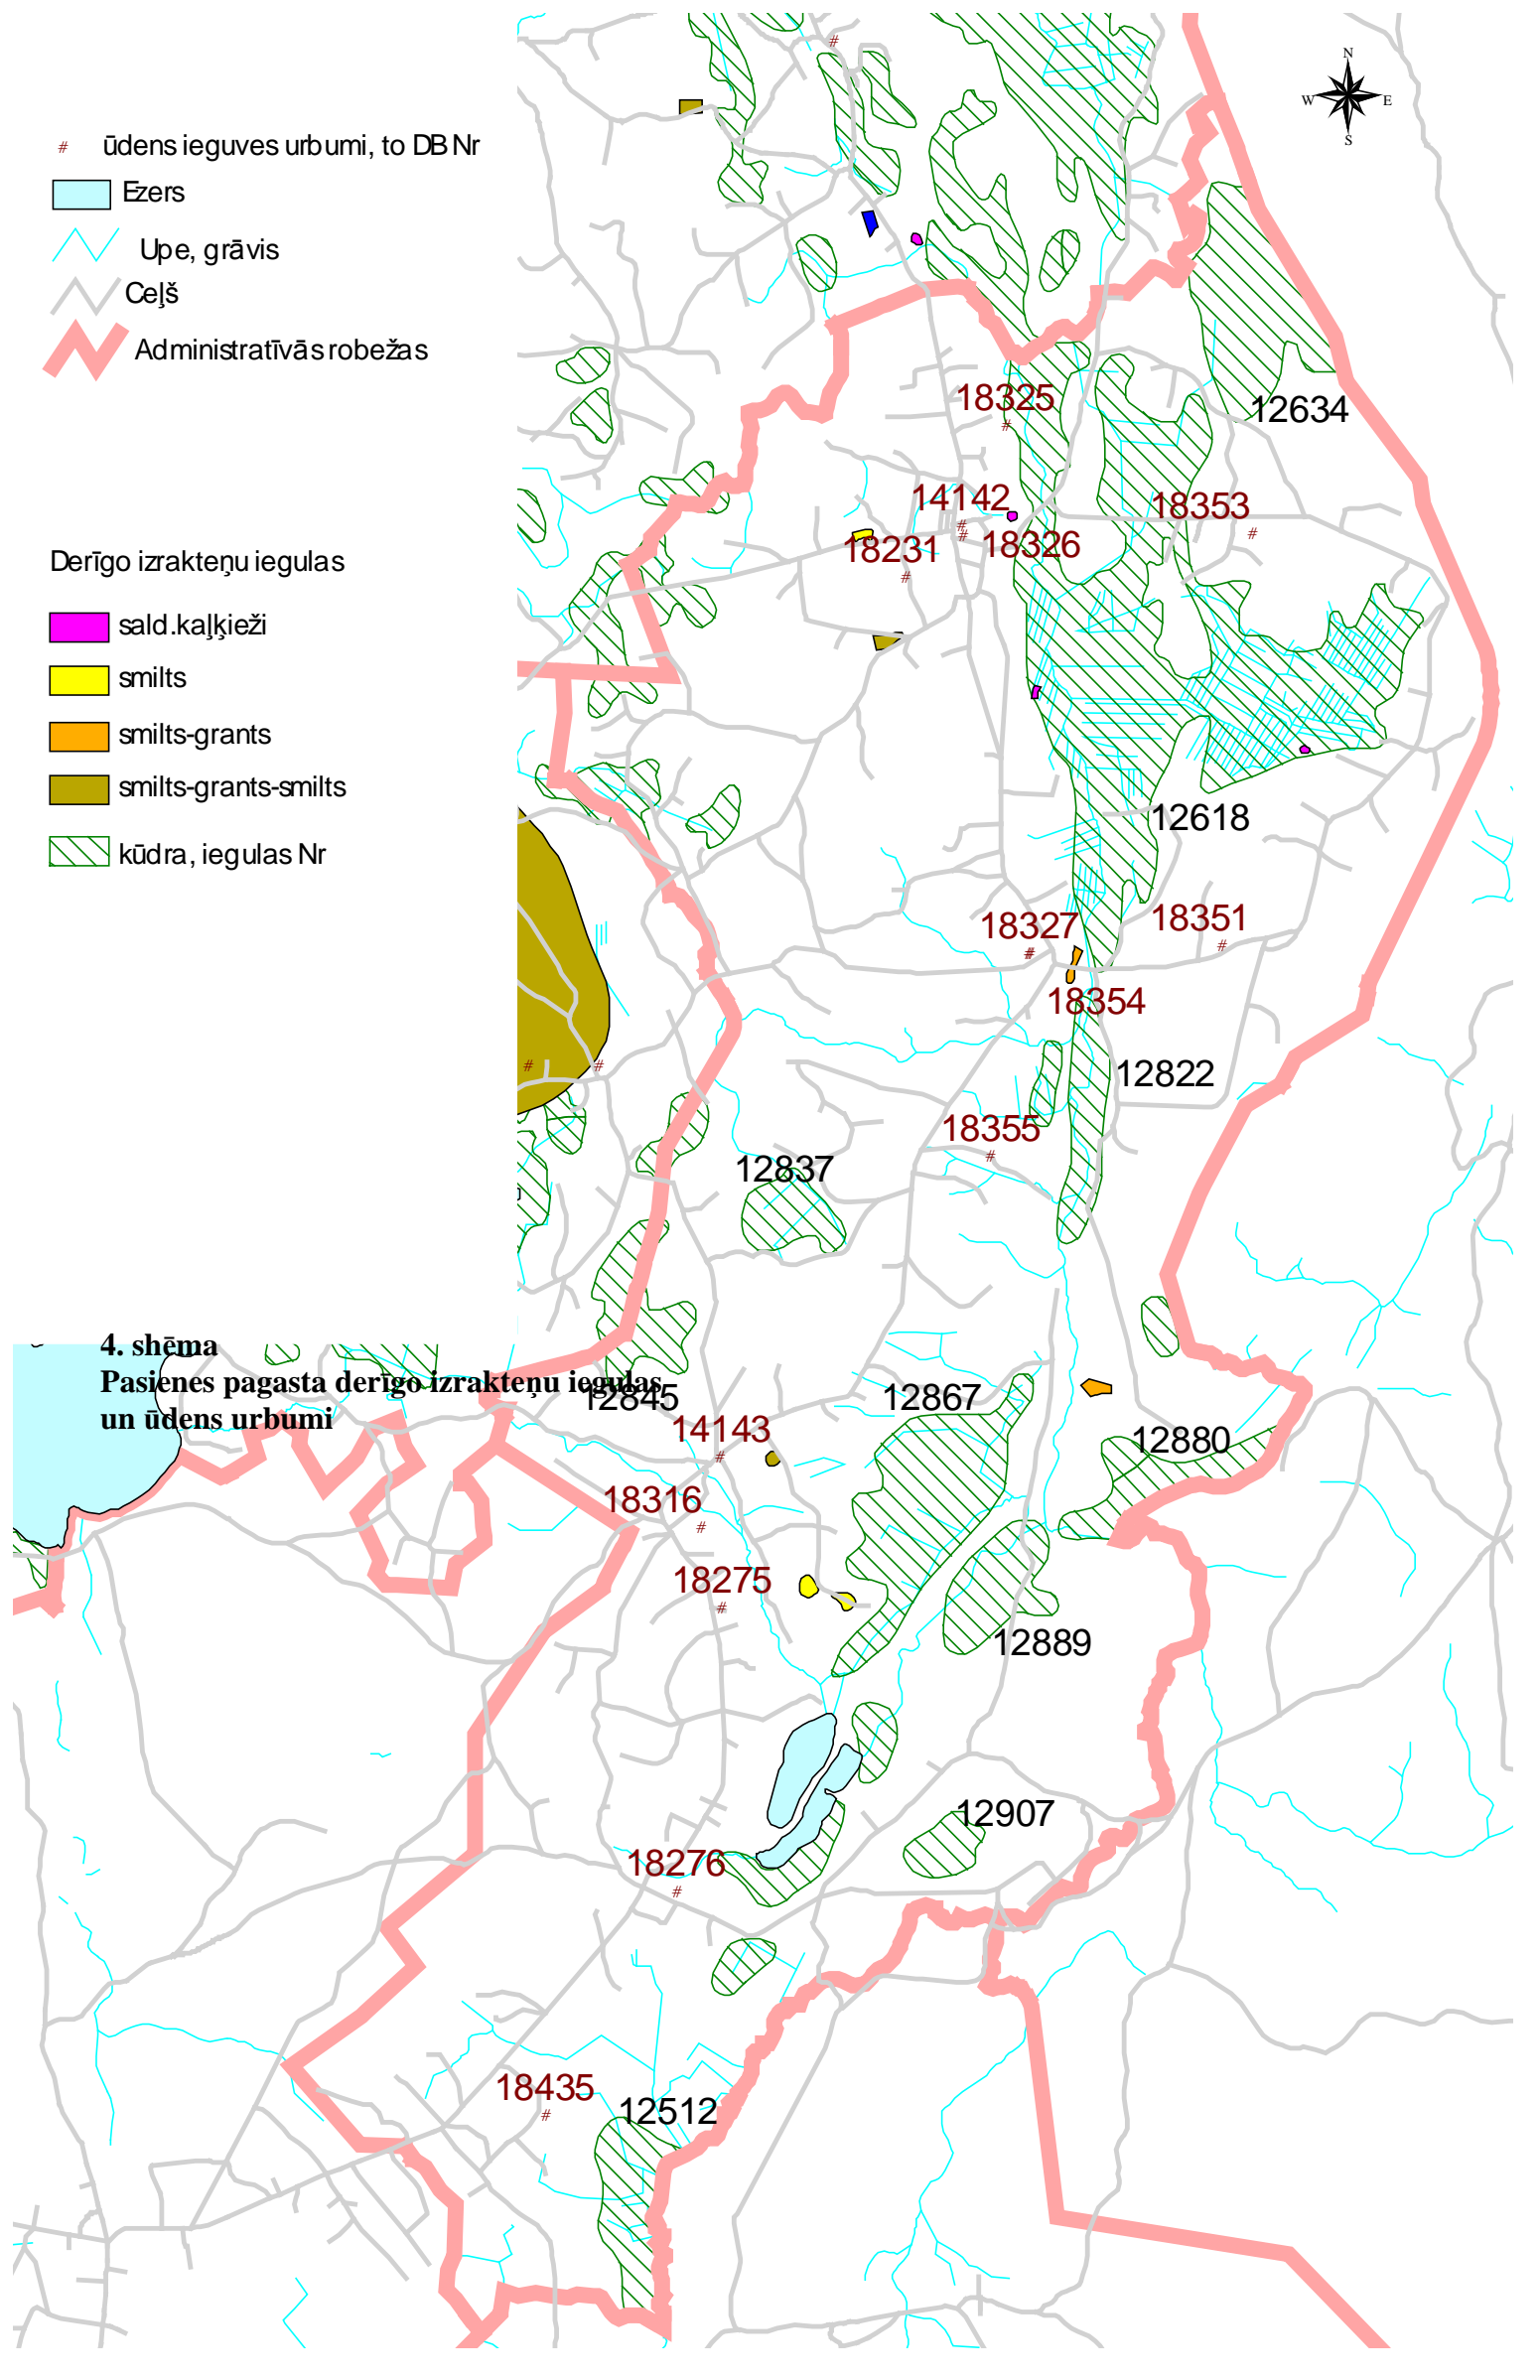 N
W
E
S
# ūdens ieguves urbumi, to DB Nr
Ezers
Upe, grāvis
Ceļš
Administratīvās robežas
Derīgo izrakteņu iegulas
sald.kaļķieži
smilts
smilts-grants
smilts-grants-smilts
kūdra, iegulas Nr
18325
12634
14142
18353
18326
18231
12618
18327
18351
18354
12822
18355
12837
4. shēma
Pasienes pagasta derīgo izrakteņu iegulas
un ūdens urbumi
12845
12867
14143
12880
18316
18275
12889
12907
18276
18435
12512